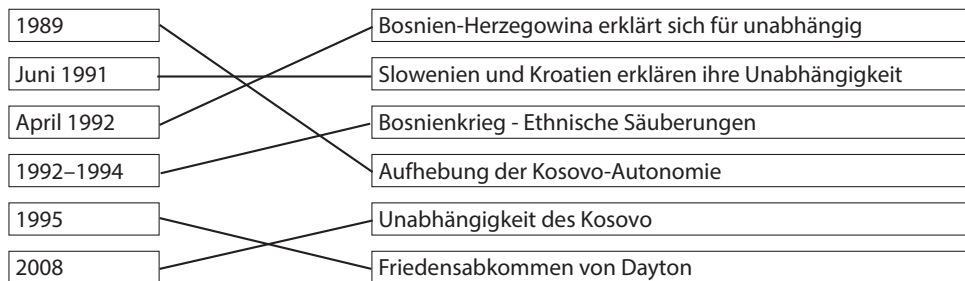 1989
Bosnien-Herzegowina erklärt sich für unabhängig
Juni 1991
Slowenien und Kroatien erklären ihre Unabhängigkeit
April 1992
Bosnienkrieg - Ethnische Säuberungen
1992–1994
Aufhebung der Kosovo-Autonomie
1995
Unabhängigkeit des Kosovo
2008
Friedensabkommen von Dayton